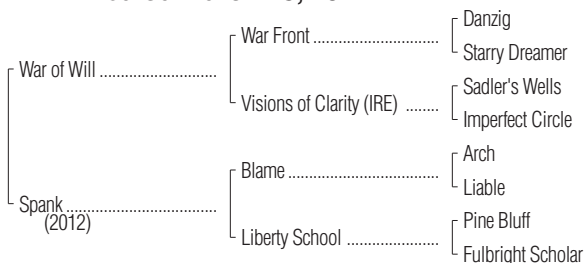 Danzig
War Front
Starry Dreamer
War of Will
Sadler's Wells
Visions of Clarity (IRE)
Imperfect Circle
Arch
Blame
Liable
Spank
(2012)
Pine Bluff
Liberty School
Fulbright Scholar